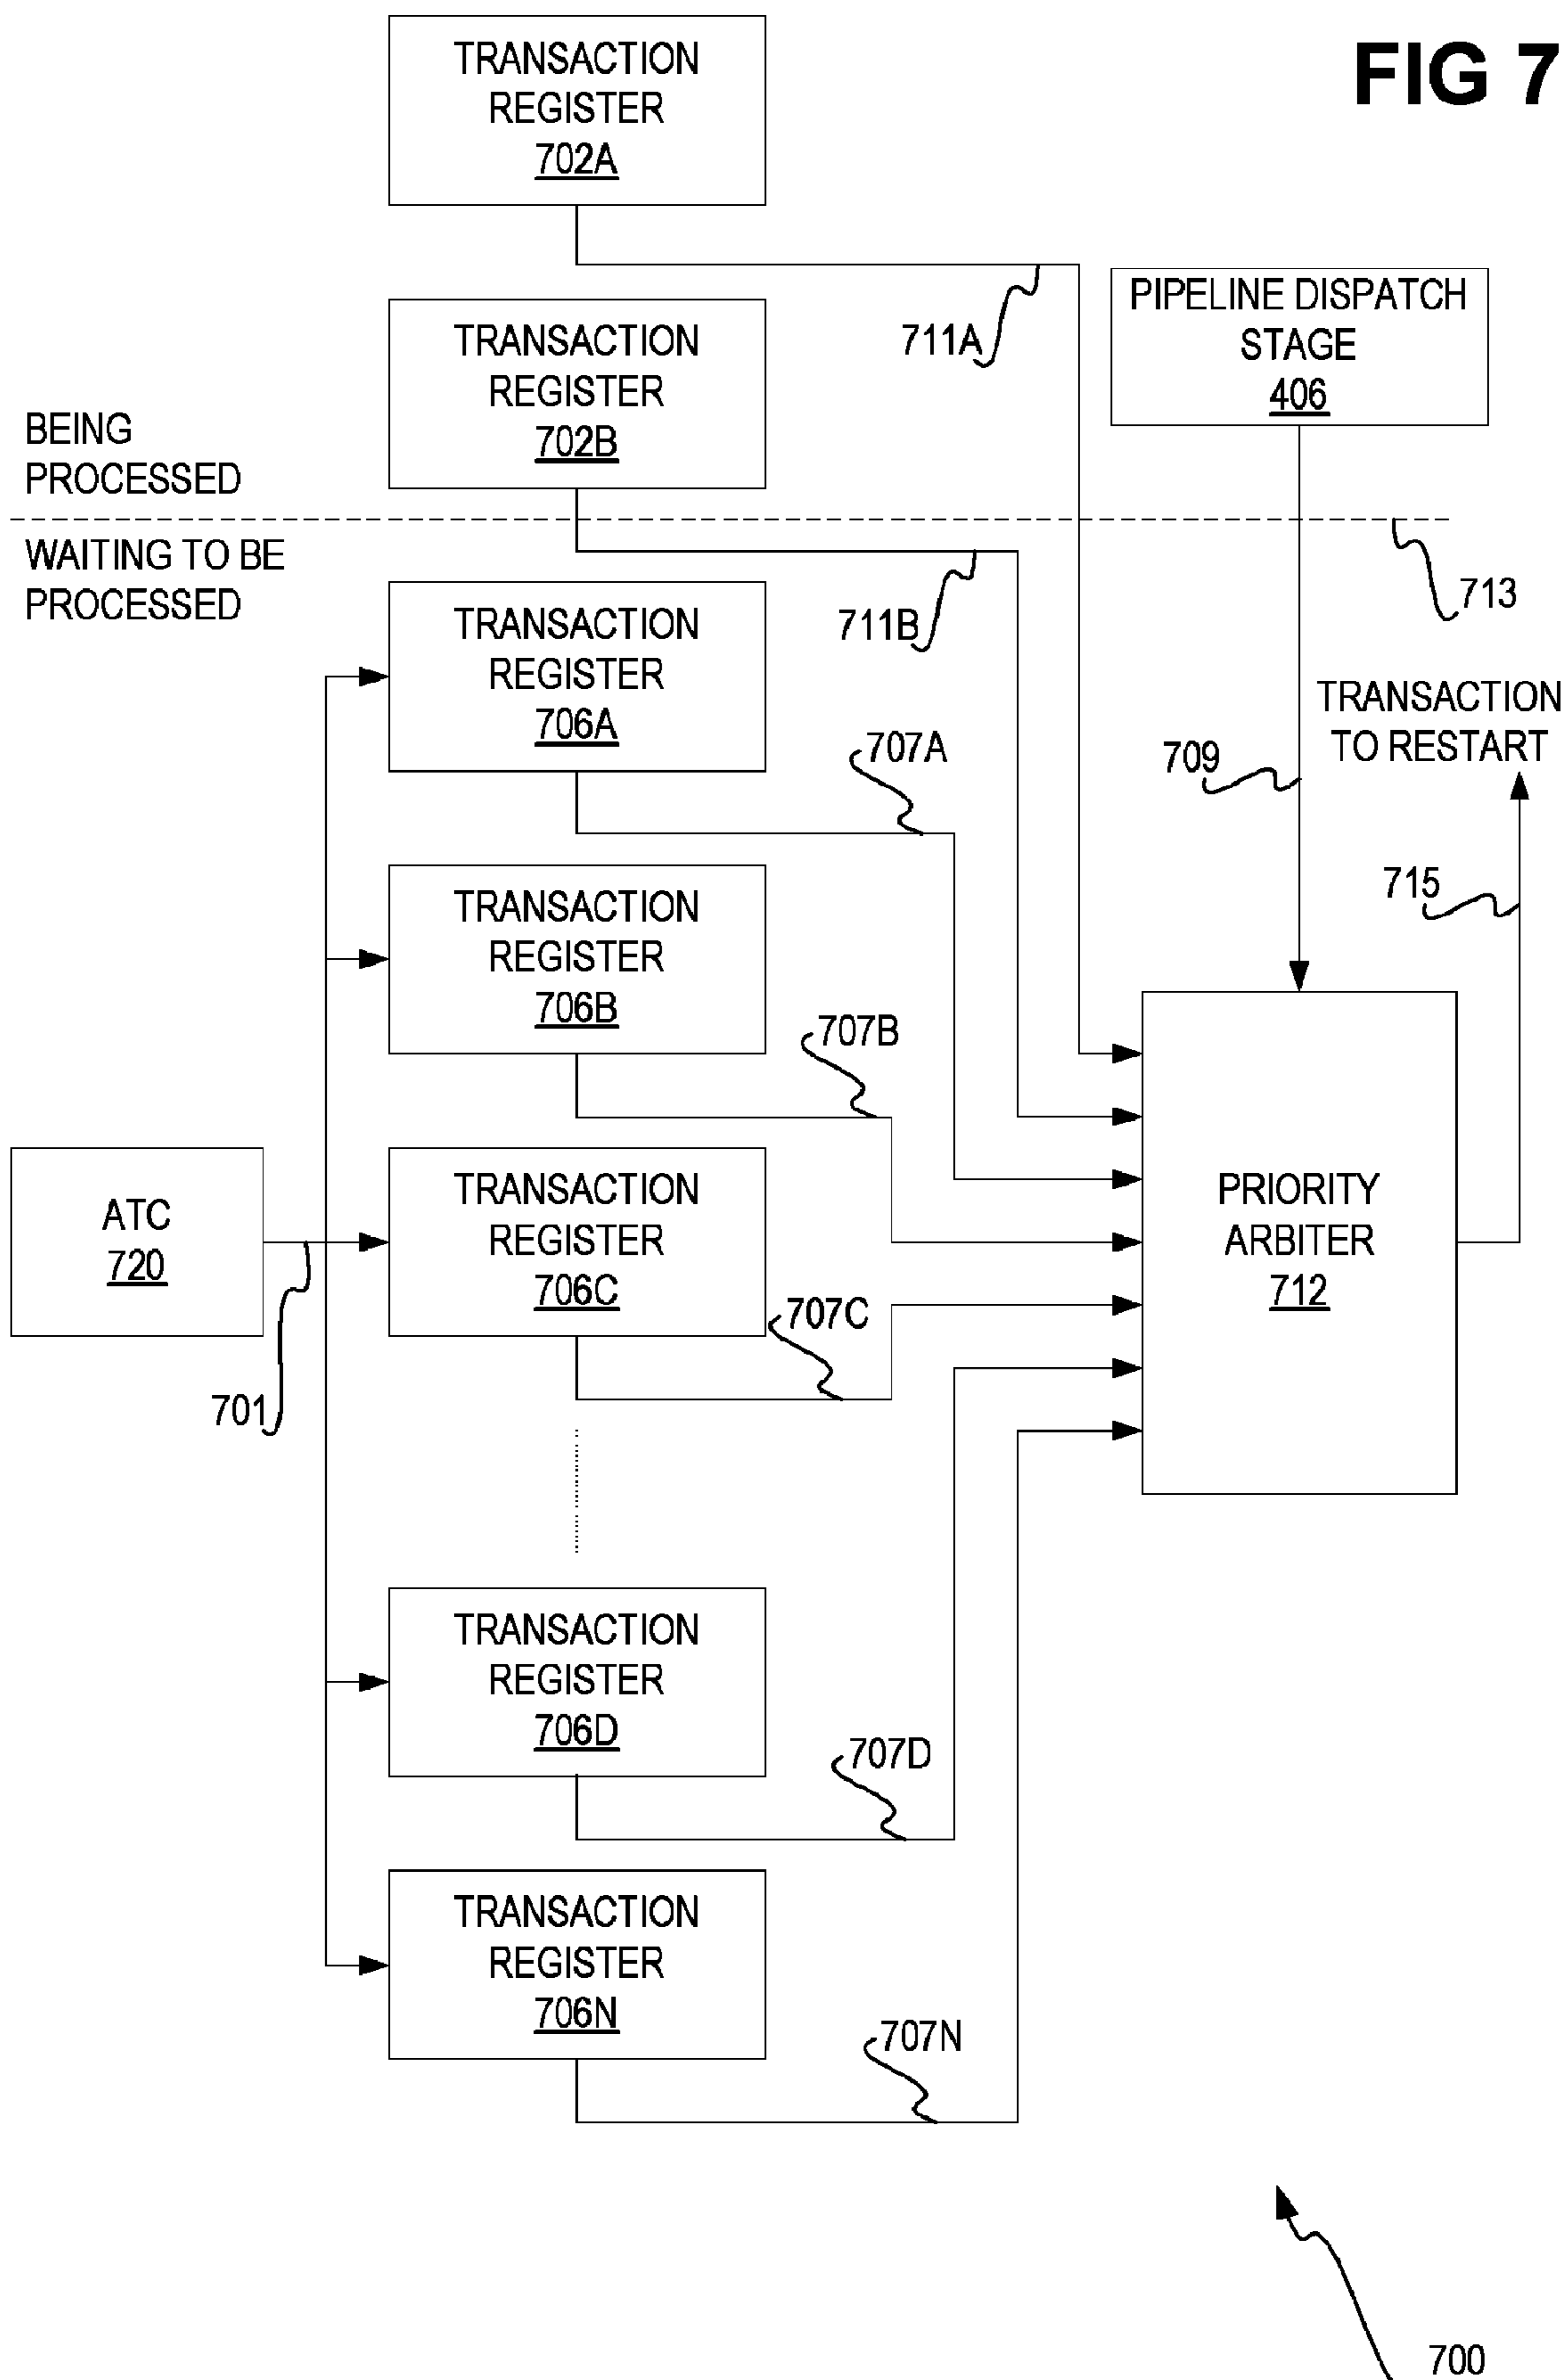 FIG 7
TRANSACTION
REGISTER
702A
TRANSACTION
REGISTER
702B
711A
PIPELINE DISPATCH
STAGE
406
BEING
PROCESSED
WAITING TO BE
PROCESSED
713
TRANSACTION
REGISTER
706A
711B
707A
709
TRANSACTION
TO RESTART
715
TRANSACTION
REGISTER
706B
707B
ATC
720
701
TRANSACTION
REGISTER
706C
707C
PRIORITY
ARBITER
712
TRANSACTION
REGISTER
706D
707D
TRANSACTION
REGISTER
706N
707N
700